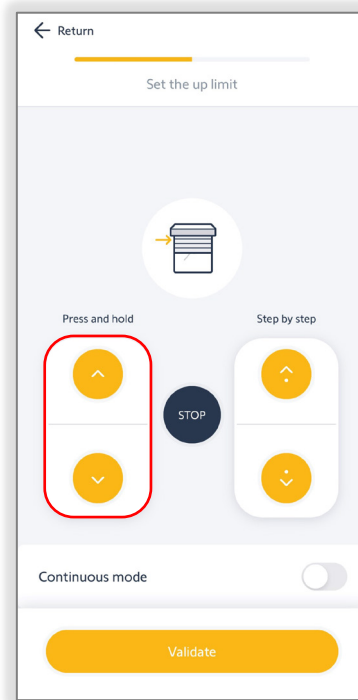 Return
Set the up limit
Press and hold
Step by step
STOP
Continuous mode
Validate